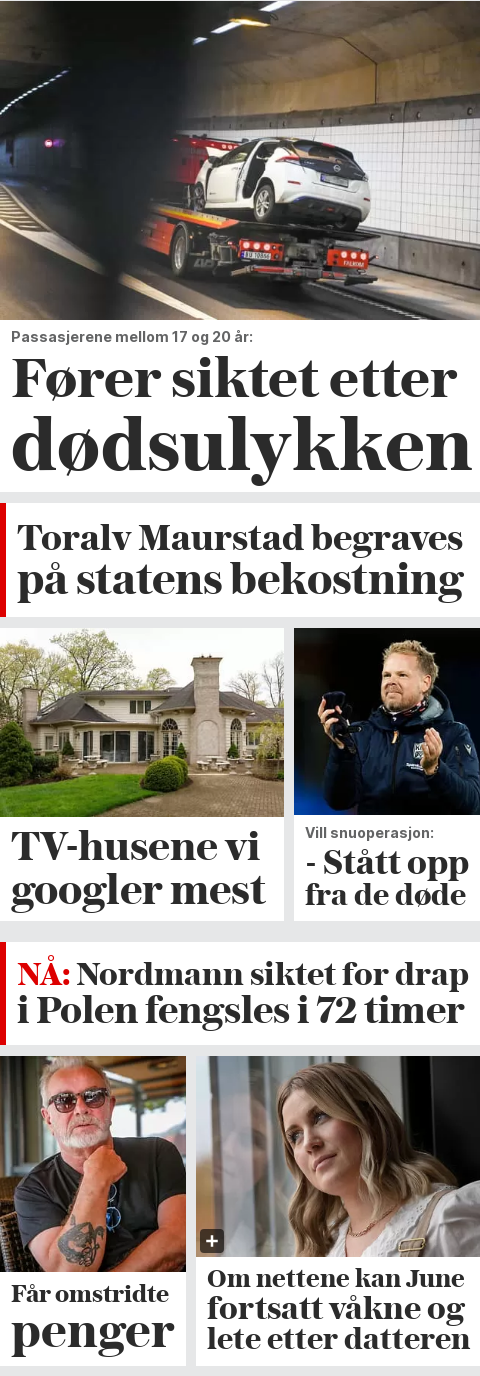 Passasjerene mellom 17 og 20 år:
Fører siktet etter
dødsulykken
Toralv Maurstad begraves
på statens bekostning
TV-husene vi
googler mest
Vill snuoperasjon:
- Stått opp
fra de døde
NÅ: Nordmann siktet for drap
i Polen fengsles i 72 timer
Får omstridte
penger
Om nettene kan June
fortsatt våkne og
lete etter datteren